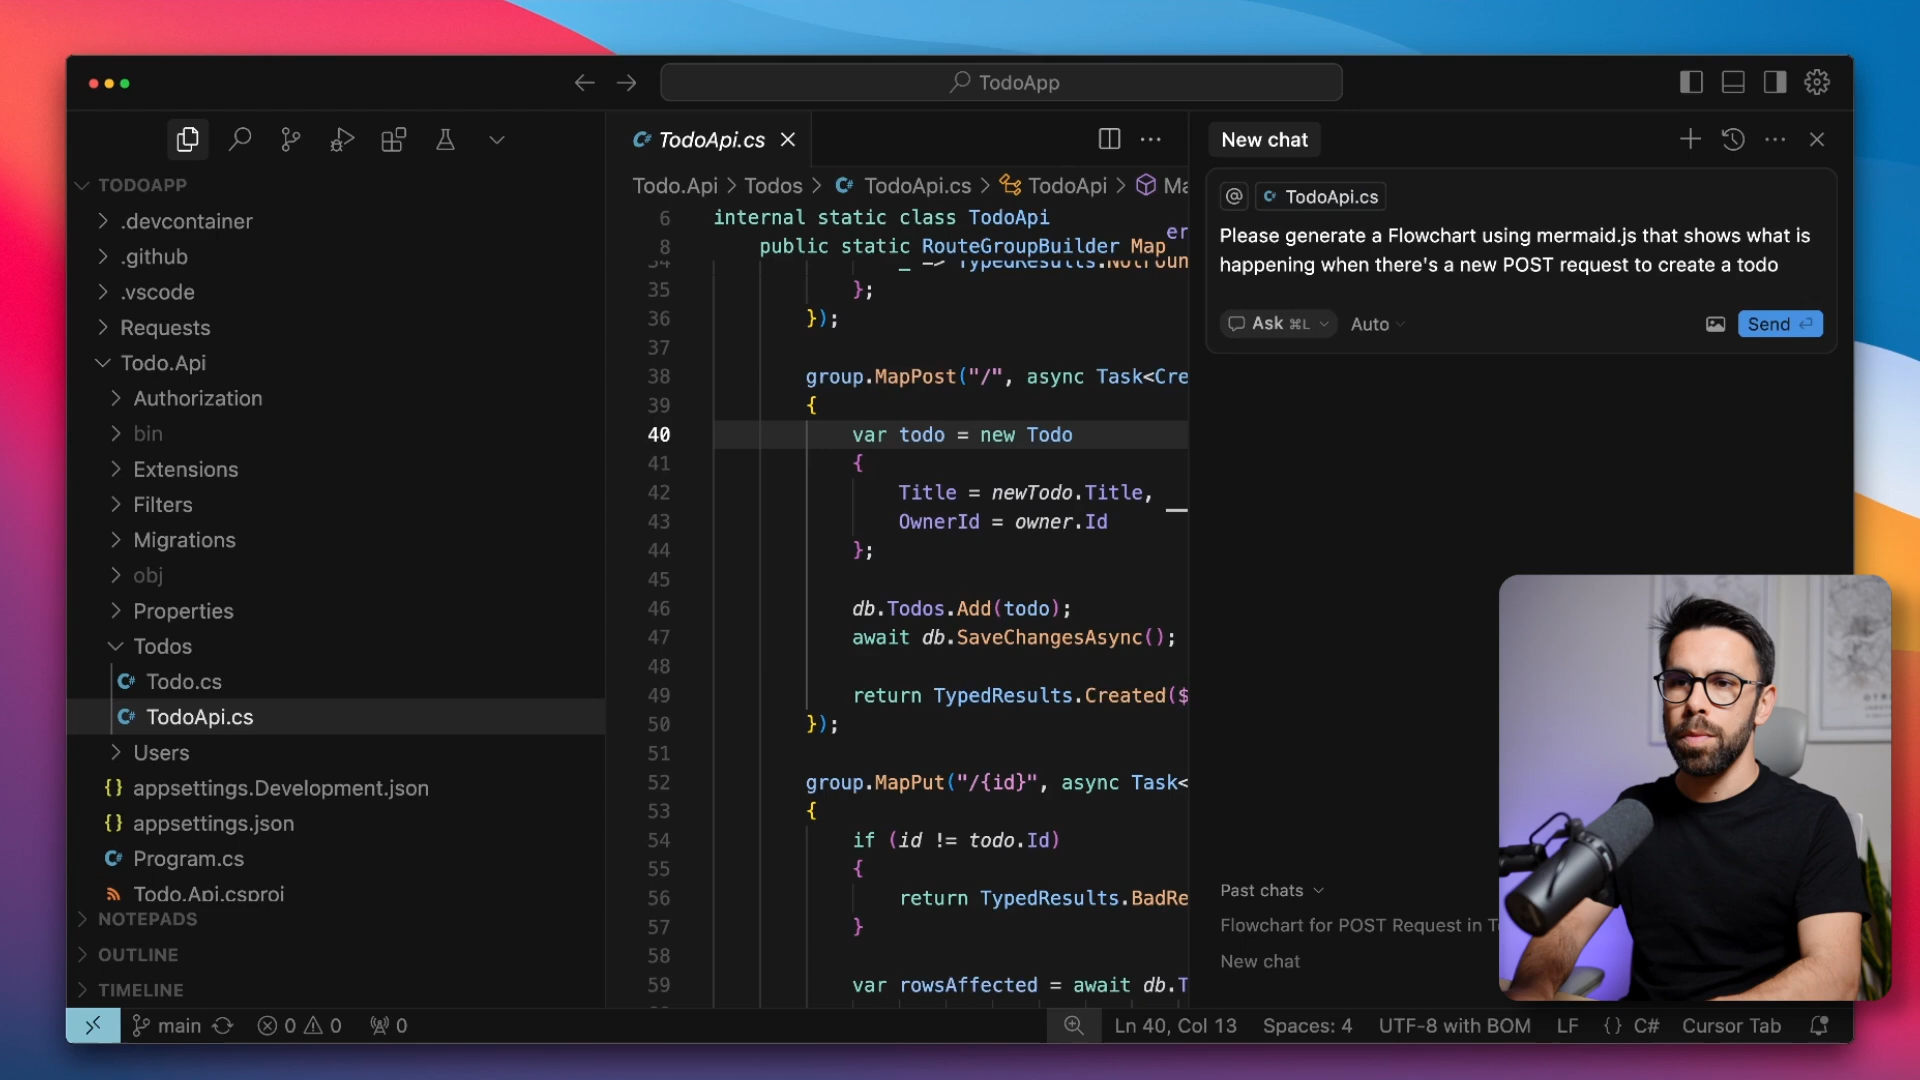 TodoApp
TODOAPP
.devcontainer
.github
.vscode
Requests
Todo.Api
Authorization
bin
Extensions
Filters
Migrations
obj
Properties
Todos
C# Todo.cs
C# TodoApi.cs
Users
{} appsettings.Development.json
{} appsettings.json
C# Program.cs
Todo.Api.csproj
NOTEPADS
OUTLINE
TIMELINE
C# TodoApi.cs
Todo.Api > Todos > C# TodoApi.cs > TodoApi > Ma
6 internal static class TodoApi
8 public static RouteGroupBuilder Map er
34 _ => TypedResults.NotFoun
35 };
36 });
37
38 group.MapPost("/", async Task<Cre
39 {
40 var todo = new Todo
41 {
42 Title = newTodo.Title,
43 OwnerId = owner.Id
44 };
45
46 db.Todos.Add(todo);
47 await db.SaveChangesAsync();
48
49 return TypedResults.Created($
50 });
51
52 group.MapPut("/{id}", async Task<
53 {
54 if (id != todo.Id)
55 {
56 return TypedResults.BadRe
57 }
58
59 var rowsAffected = await db.T
New chat
@ C# TodoApi.cs
Please generate a Flowchart using mermaid.js that shows what is
happening when there's a new POST request to create a todo
Ask ⌘L Auto
Send ⏎
Past chats
Flowchart for POST Request in T
New chat
main 0 0 0
Ln 40, Col 13 Spaces: 4 UTF-8 with BOM LF {} C# Cursor Tab